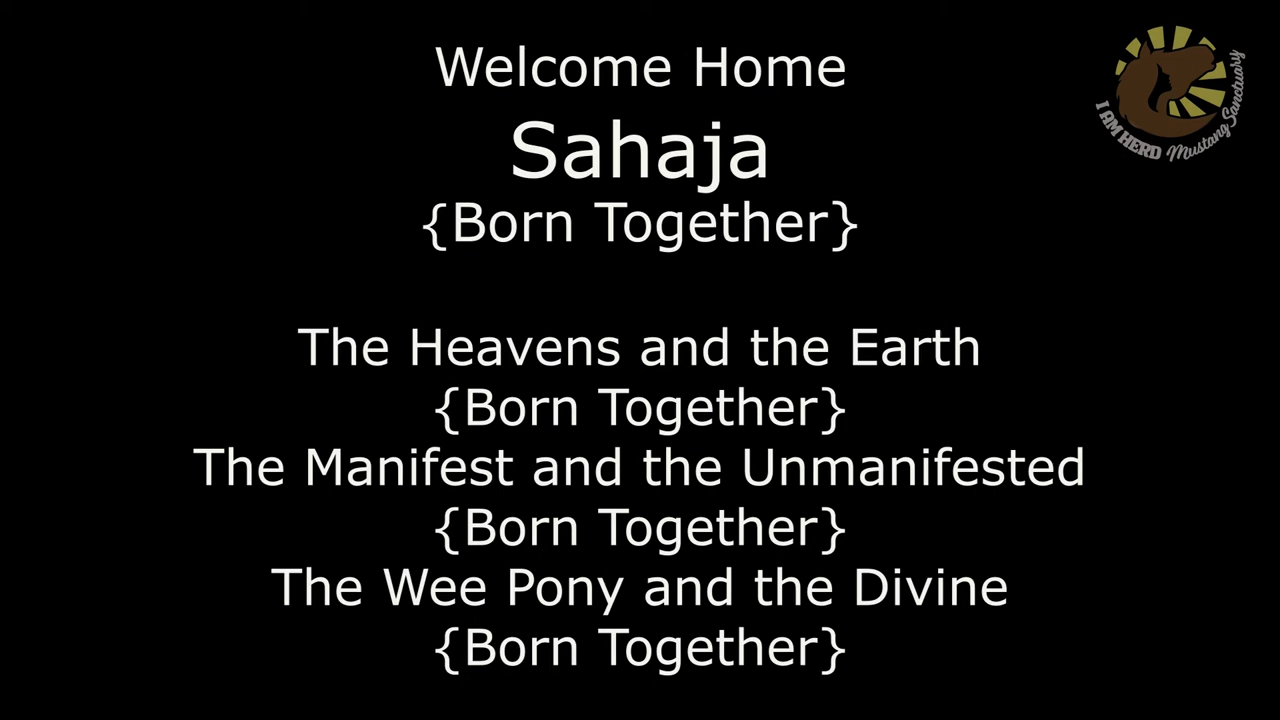 Welcome Home
Sahaja
{Born Together}
The Heavens and the Earth
{Born Together}
The Manifest and the Unmanifested
{Born Together}
The Wee Pony and the Divine
{Born Together}
I AM HERD Mustang Sanctuary